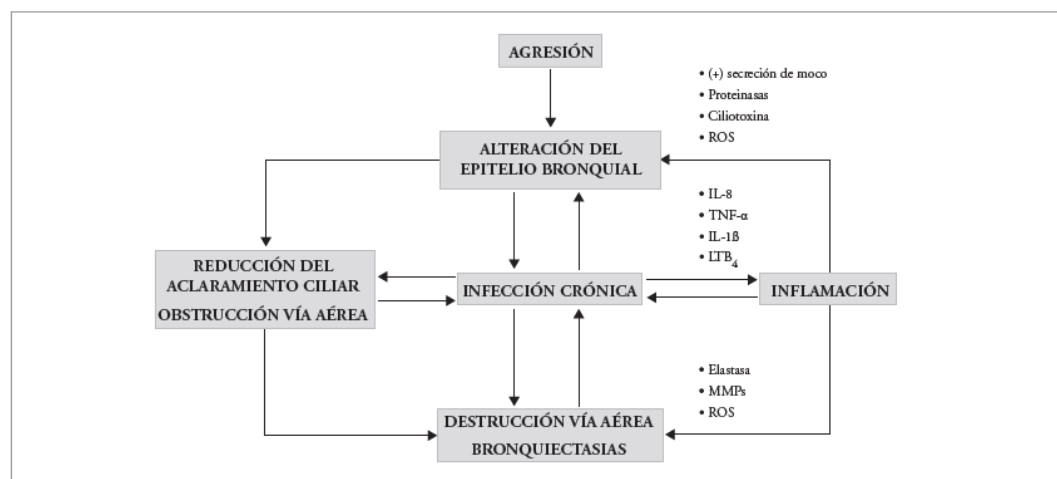 AGRESIÓN
• (+) secreción de moco
• Proteinasas
• Ciliotoxina
• ROS
ALTERACIÓN DEL
EPITELIO BRONQUIAL
• IL-8
• TNF-α
• IL-1ß
• LTB₄
REDUCCIÓN DEL
ACLARAMIENTO CILIAR
OBSTRUCCIÓN VÍA AÉREA
INFECCIÓN CRÓNICA
INFLAMACIÓN
• Elastasa
• MMPs
• ROS
DESTRUCCIÓN VÍA AÉREA
BRONQUIECTASIAS